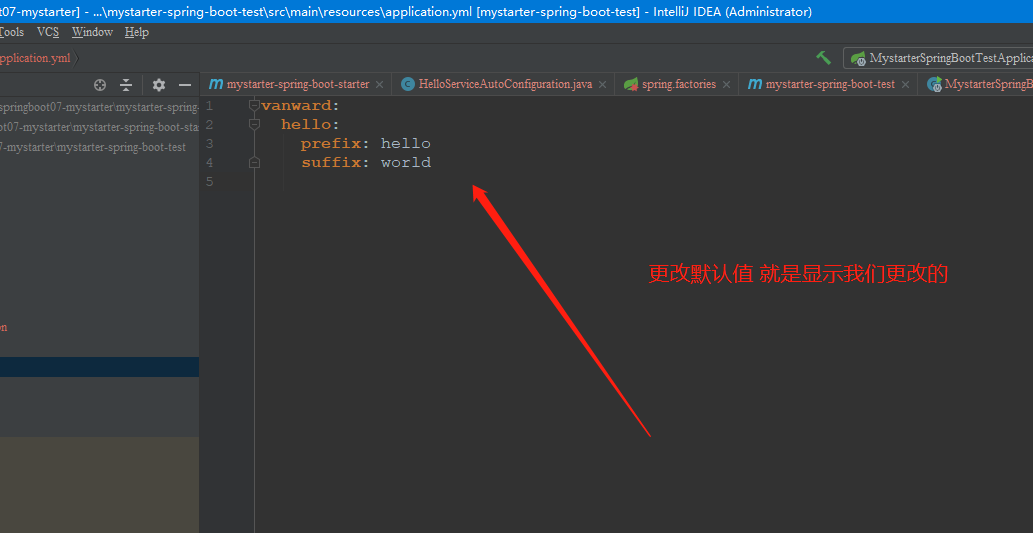 ot07-mystarter] - ...\mystarter-spring-boot-test\src\main\resources\application.yml [mystarter-spring-boot-test] - IntelliJ IDEA (Administrator)
Tools VCS Window Help
pplication.yml
MystarterSpringBootTestApplica
mystarter-spring-boot-starter HelloServiceAutoConfiguration.java spring.factories mystarter-spring-boot-test MystarterSpringB
springboot07-mystarter\mystarter-spring-
ot07-mystarter\mystarter-spring-boot-sta
7-mystarter\mystarter-spring-boot-test
en
1 vanward:
2 hello:
3 prefix: hello
4 suffix: world
5
更改默认值 就是显示我们更改的